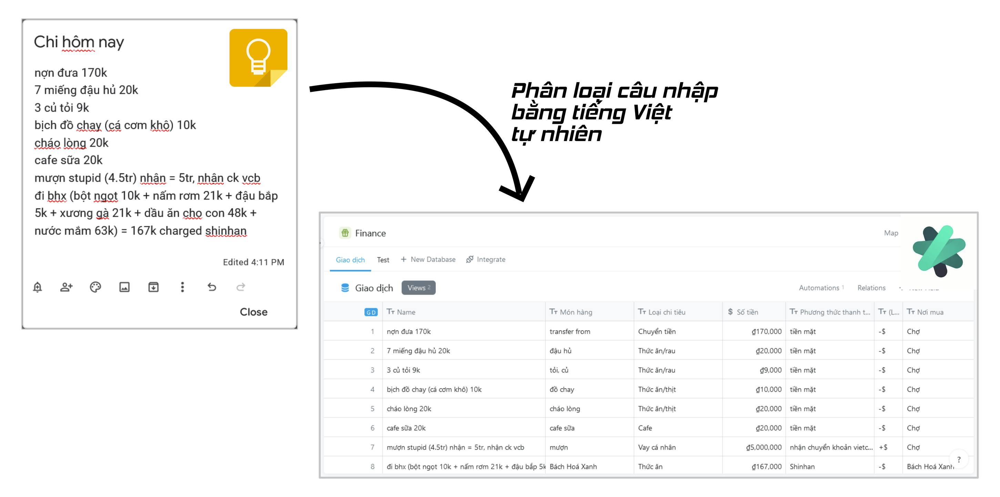 Chi hôm nay
nợn đưa 170k
7 miếng đậu hủ 20k
3 củ tỏi 9k
bịch đồ chay (cá cơm khô) 10k
cháo lòng 20k
cafe sữa 20k
mượn stupid (4.5tr) nhận = 5tr, nhận ck vcb
đi bhx (bột ngọt 10k + nấm rơm 21k + đậu bắp
5k + xương gà 21k + dầu ăn cho con 48k +
nước mắm 63k) = 167k charged shinhan
Edited 4:11 PM
Close
Phân loại câu nhập
bằng tiếng Việt
tự nhiên
Finance Map
Giao dịch Test + New Database Integrate
Giao dịch Views 2 Automations 1 Relations
GD Tт Name Tт Món hàng Tт Loại chi tiêu $ Số tiền Tт Phương thức thanh t... Tт (L... Tт Nơi mua
1 nợn đưa 170k transfer from Chuyển tiền ₫170,000 tiền mặt -$ Chợ
2 7 miếng đậu hủ 20k đậu hủ Thức ăn/rau ₫20,000 tiền mặt -$ Chợ
3 3 củ tỏi 9k tỏi, củ Thức ăn/rau ₫9,000 tiền mặt -$ Chợ
4 bịch đồ chay (cá cơm khô) 10k đồ chay Thức ăn/thịt ₫10,000 tiền mặt -$ Chợ
5 cháo lòng 20k cháo lòng Thức ăn/thịt ₫20,000 tiền mặt -$ Chợ
6 cafe sữa 20k cafe sữa Cafe ₫20,000 tiền mặt -$ Chợ
7 mượn stupid (4.5tr) nhận = 5tr, nhận ck vcb mượn Vay cá nhân ₫5,000,000 nhận chuyển khoản vietc... +$ Chợ
8 đi bhx (bột ngọt 10k + nấm rơm 21k + đậu bắp 5k Bách Hoá Xanh Thức ăn ₫167,000 Shinhan -$ Bách Hoá Xanh
?